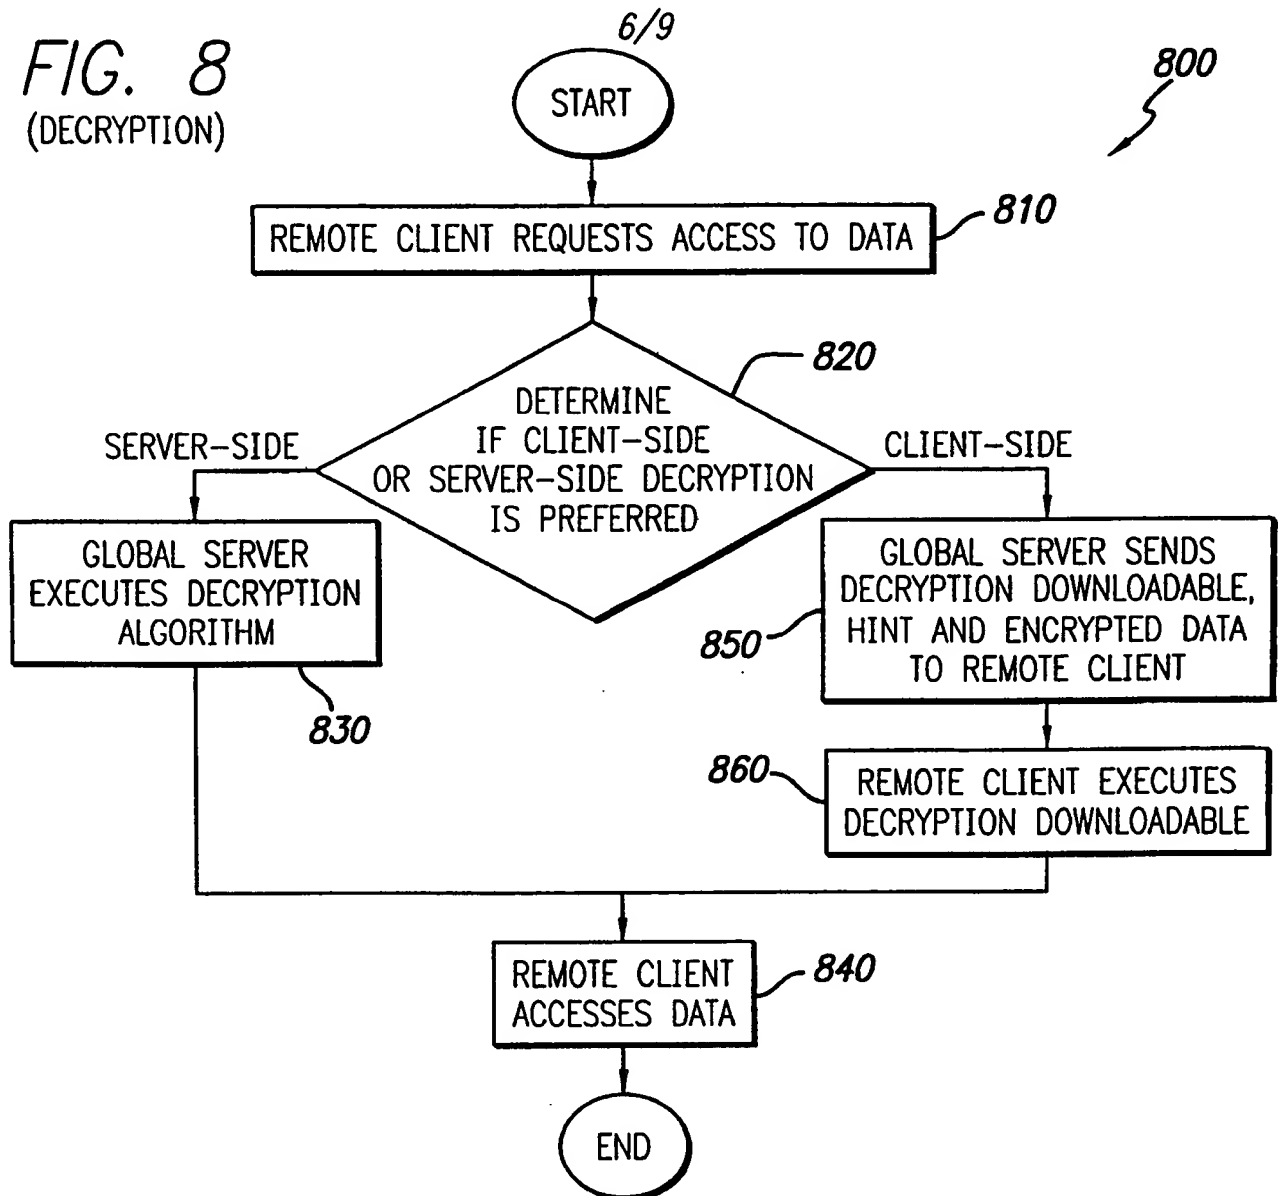 6/9
FIG. 8
(DECRYPTION)
800
START
REMOTE CLIENT REQUESTS ACCESS TO DATA
810
820
DETERMINE
IF CLIENT-SIDE
OR SERVER-SIDE DECRYPTION
IS PREFERRED
SERVER-SIDE
CLIENT-SIDE
GLOBAL SERVER
EXECUTES DECRYPTION
ALGORITHM
830
GLOBAL SERVER SENDS
DECRYPTION DOWNLOADABLE,
HINT AND ENCRYPTED DATA
TO REMOTE CLIENT
850
860
REMOTE CLIENT EXECUTES
DECRYPTION DOWNLOADABLE
REMOTE CLIENT
ACCESSES DATA
840
END